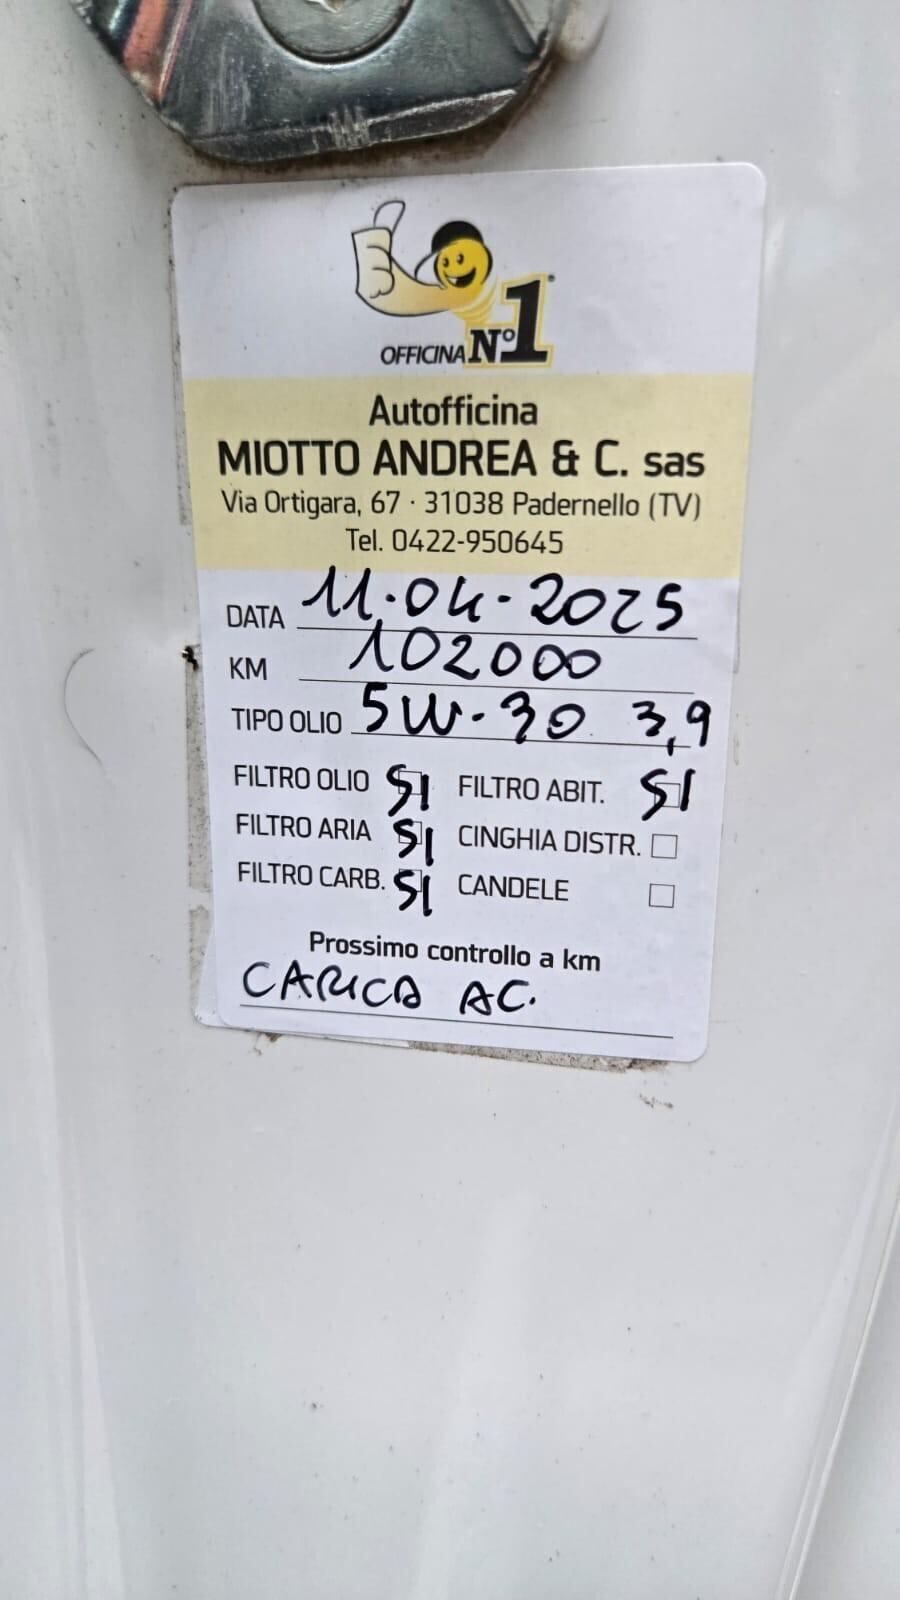 OFFICINA N°1
Autofficina
MIOTTO ANDREA & C. sas
Via Ortigara, 67 · 31038 Padernello (TV)
Tel. 0422-950645
DATA 11.04-2025
KM 102000
TIPO OLIO 5W-30 3,9
FILTRO OLIO SI FILTRO ABIT. SI
FILTRO ARIA SI CINGHIA DISTR.
FILTRO CARB. SI CANDELE
Prossimo controllo a km
CARICA AC.